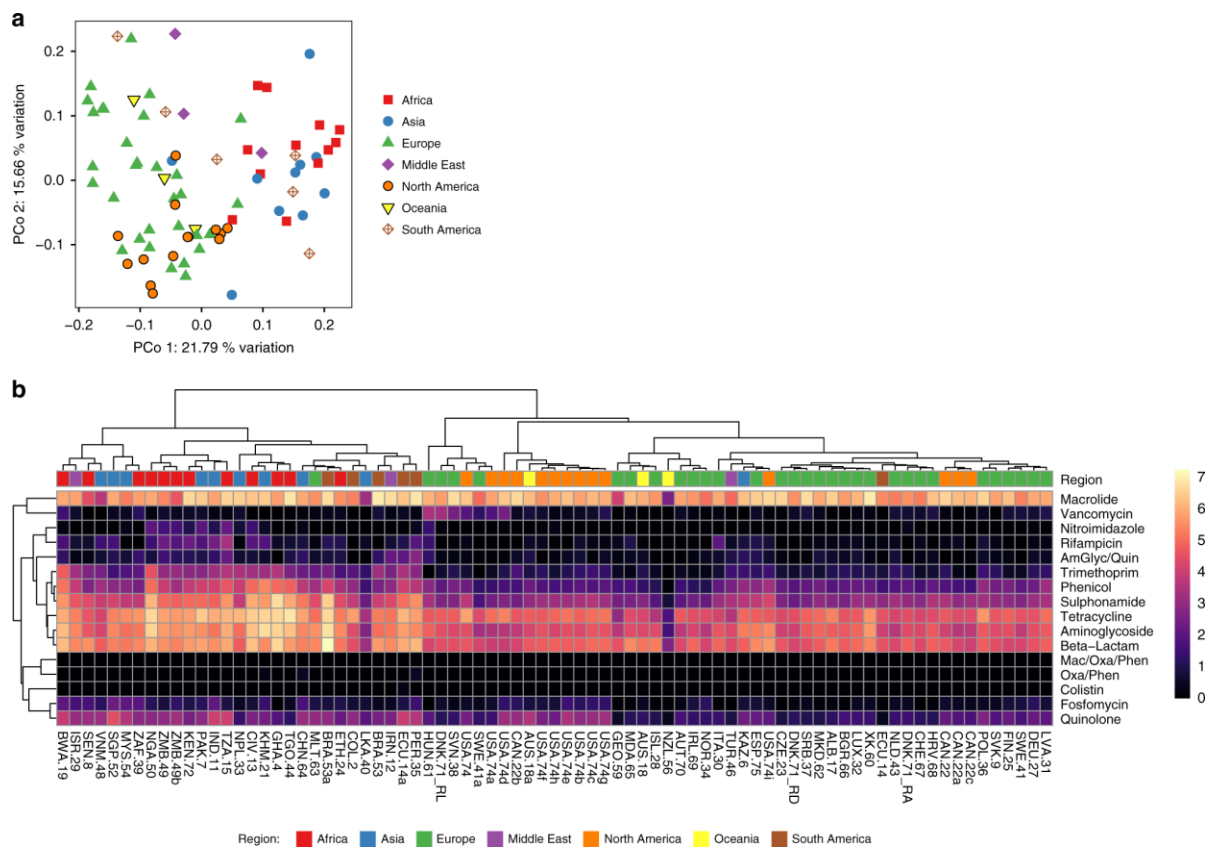 a
PCo 2: 15.66 % variation
0.2
0.1
0.0
−0.1
−0.2
−0.1
0.0
0.1
0.2
PCo 1: 21.79 % variation
Africa
Asia
Europe
Middle East
North America
Oceania
South America
b
Region
Macrolide
Vancomycin
Nitroimidazole
Rifampicin
AmGlyc/Quin
Trimethoprim
Phenicol
Sulphonamide
Tetracycline
Aminoglycoside
Beta−Lactam
Mac/Oxa/Phen
Oxa/Phen
Colistin
Fosfomycin
Quinolone
7
6
5
4
3
2
1
0
BWA.19
ISR.29
SEN.8
VNM.48
SGP.52
MYS.54
ZAF.39
NGA.50
ZMB.49
ZMB.49b
KEN.72
PAK.7
IND.11
TZA.15
NPL.33
CIV.13
KHM.21
GHA.4
TGO.44
CHN.64
MLT.63
BRA.53a
ETH.24
COL.2
LKA.40
BRA.53
IRN.12
ECU.14a
PER.35
HUN.61
DNK.71_RL
SVN.38
USA.74
SWE.41a
USA.74a
USA.74d
CAN.22b
AUS.18a
USA.74f
USA.74h
USA.74b
USA.74e
USA.74c
USA.74g
GEO.59
AUS.18
ISL.28
NZL.56
AUT.70
IRL.69
NOR.34
ITA.30
TUR.46
KAZ.6
ESP.75
USA.74i
CZE.23
DNK.71_RD
SRB.37
MKD.62
ALB.17
BGR.66
LUX.32
XK.60
ECU.14
NLD.43
DNK.71_RA
CHE.67
HRV.68
CAN.22
CAN.22a
CAN.22c
POL.36
SVK.9
FIN.25
SWE.41
DEU.27
LVA.31
Region: Africa Asia Europe Middle East North America Oceania South America